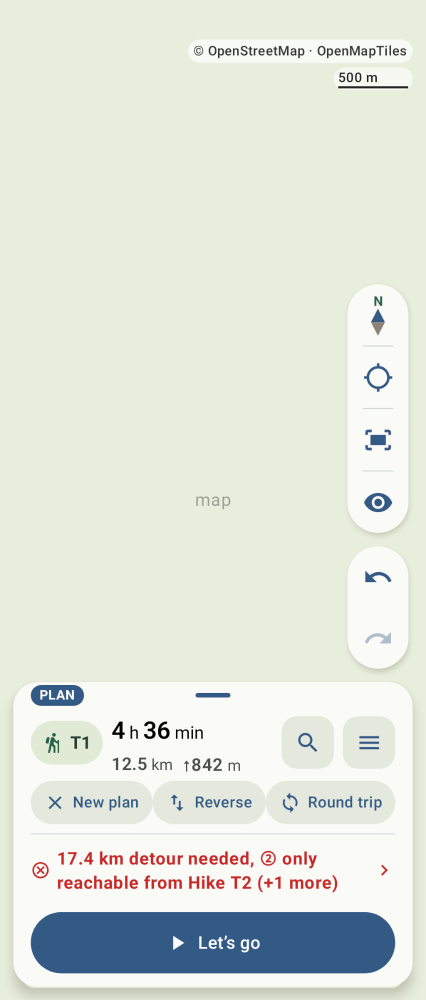 © OpenStreetMap · OpenMapTiles
500 m
N
map
PLAN
T1
4 h 36 min
12.5 km ↑842 m
New plan
Reverse
Round trip
17.4 km detour needed, ② only
reachable from Hike T2 (+1 more)
Let’s go